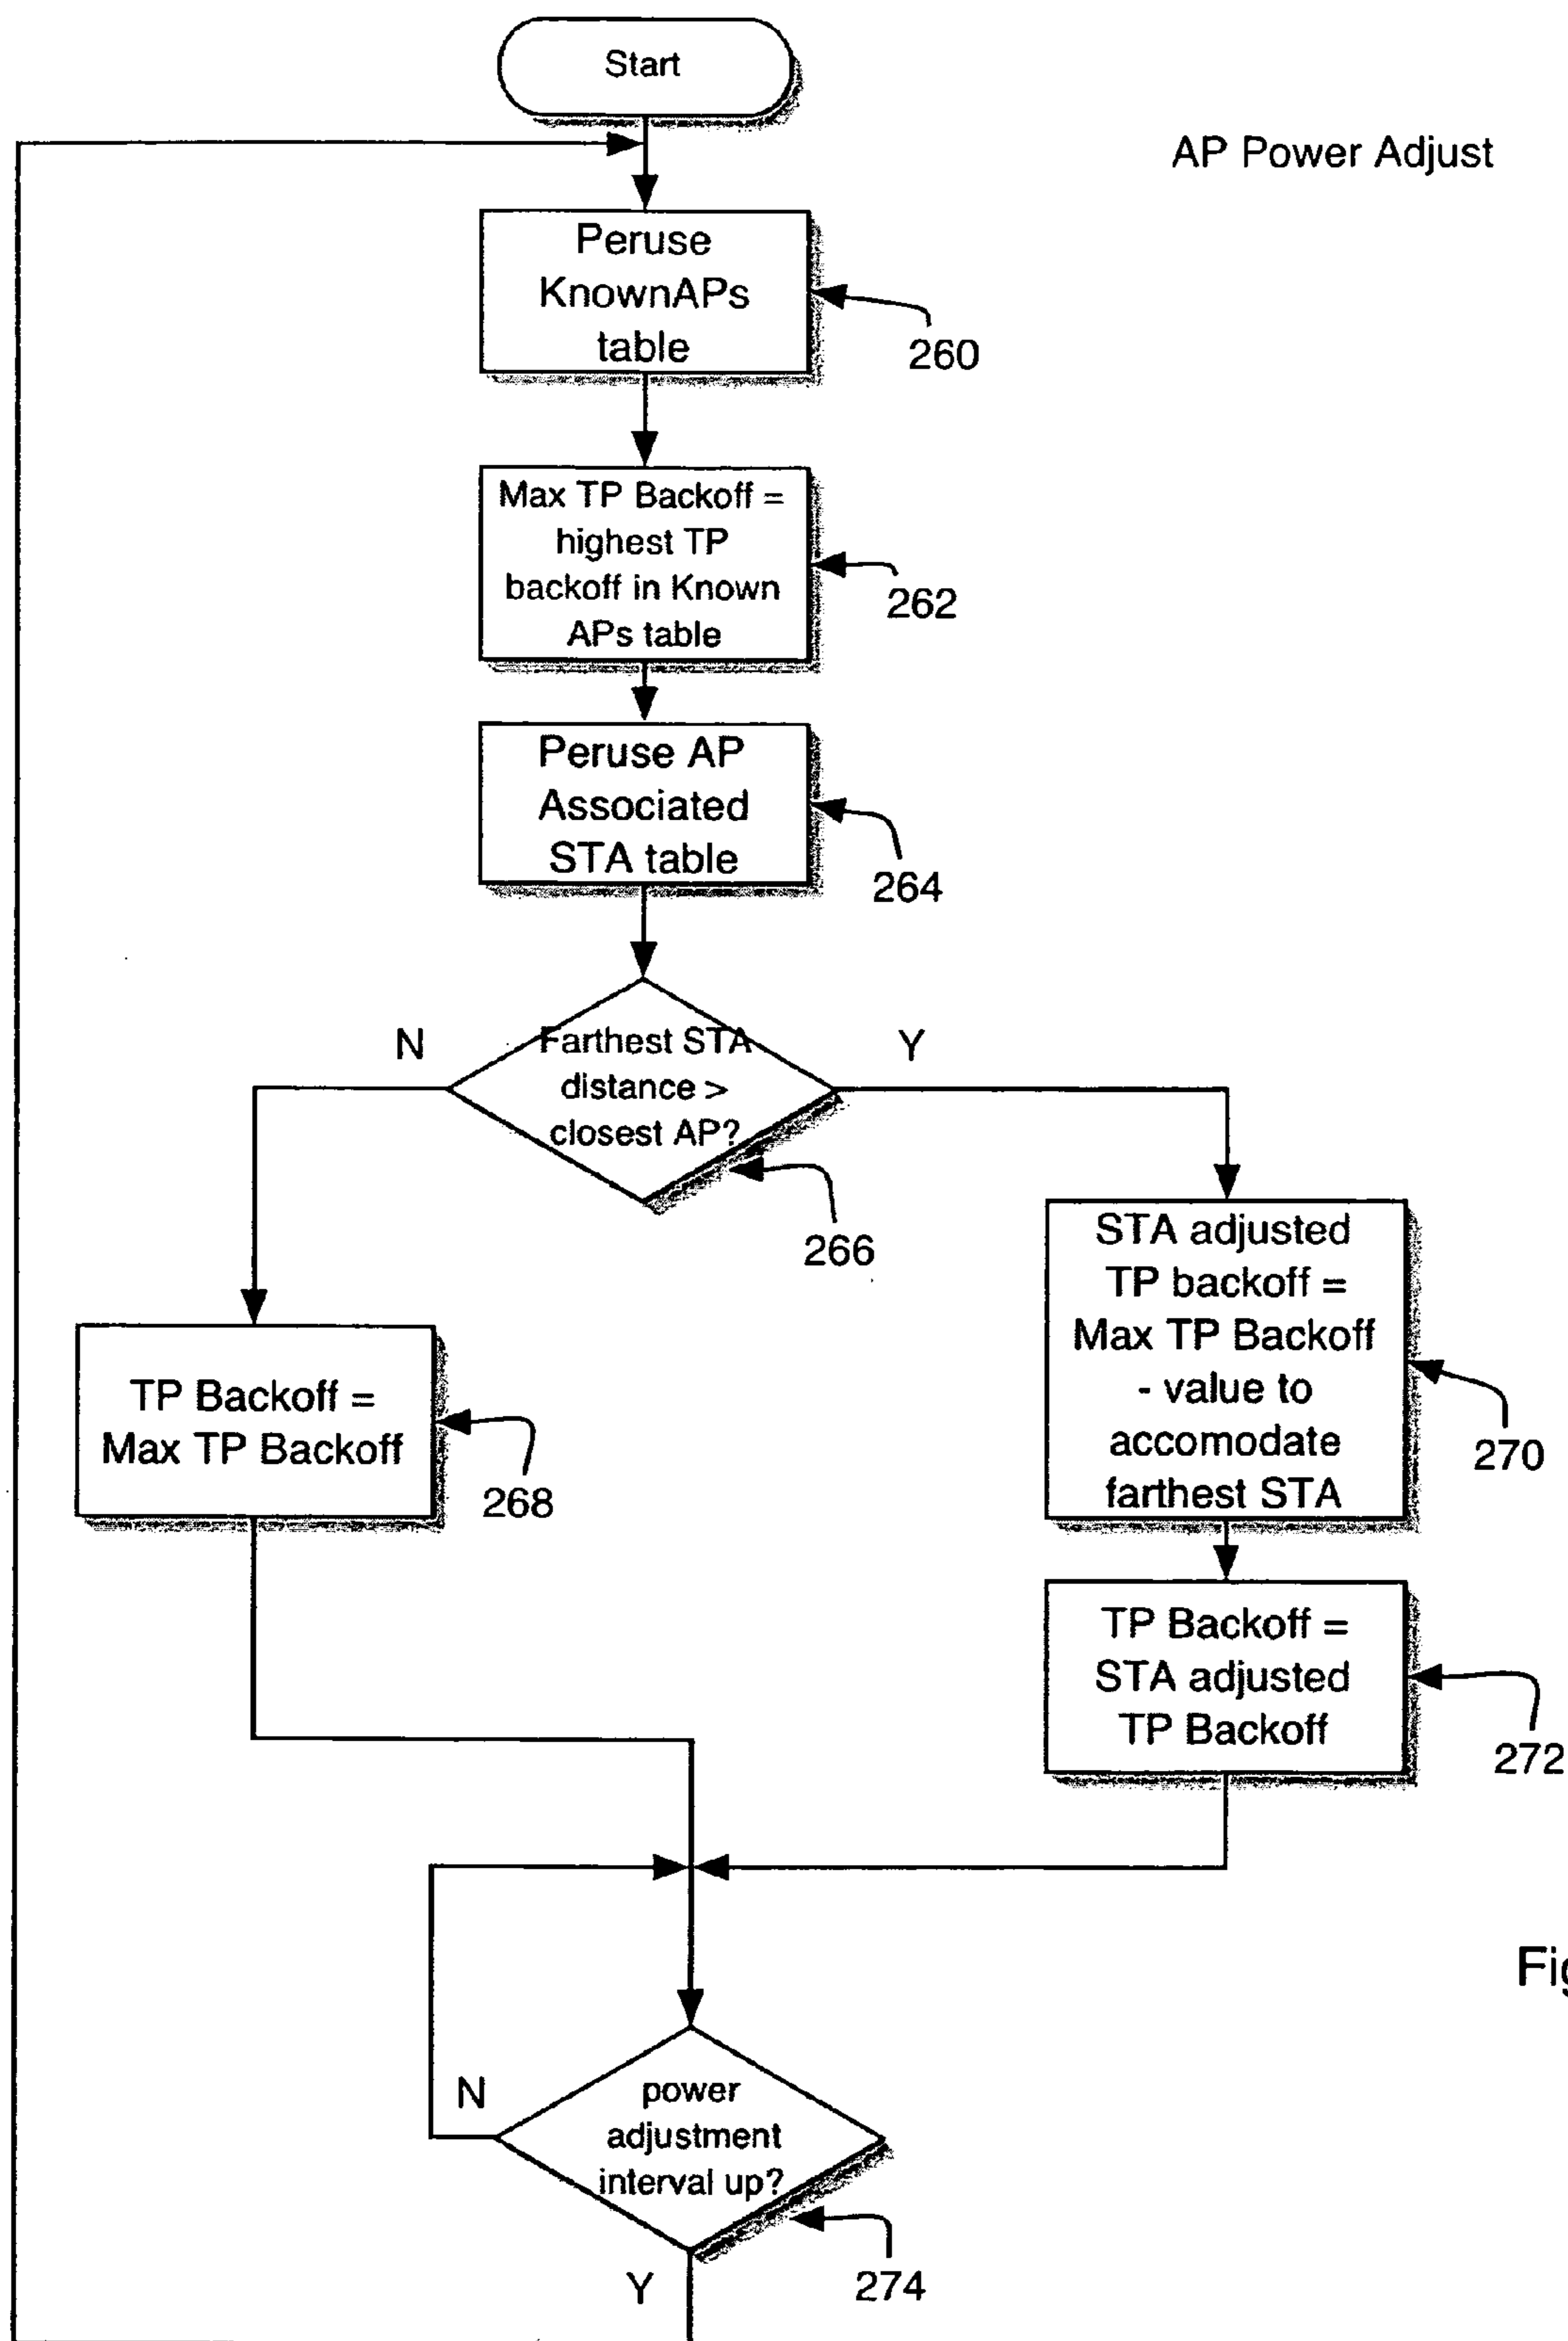 Start
AP Power Adjust
Peruse
KnownAPs
table
260
Max TP Backoff =
highest TP
backoff in Known
APs table
262
Peruse AP
Associated
STA table
264
N
Farthest STA
distance >
closest AP?
Y
266
STA adjusted
TP backoff =
Max TP Backoff
- value to
accomodate
farthest STA
270
TP Backoff =
Max TP Backoff
268
TP Backoff =
STA adjusted
TP Backoff
272
N
power
adjustment
interval up?
Y
274